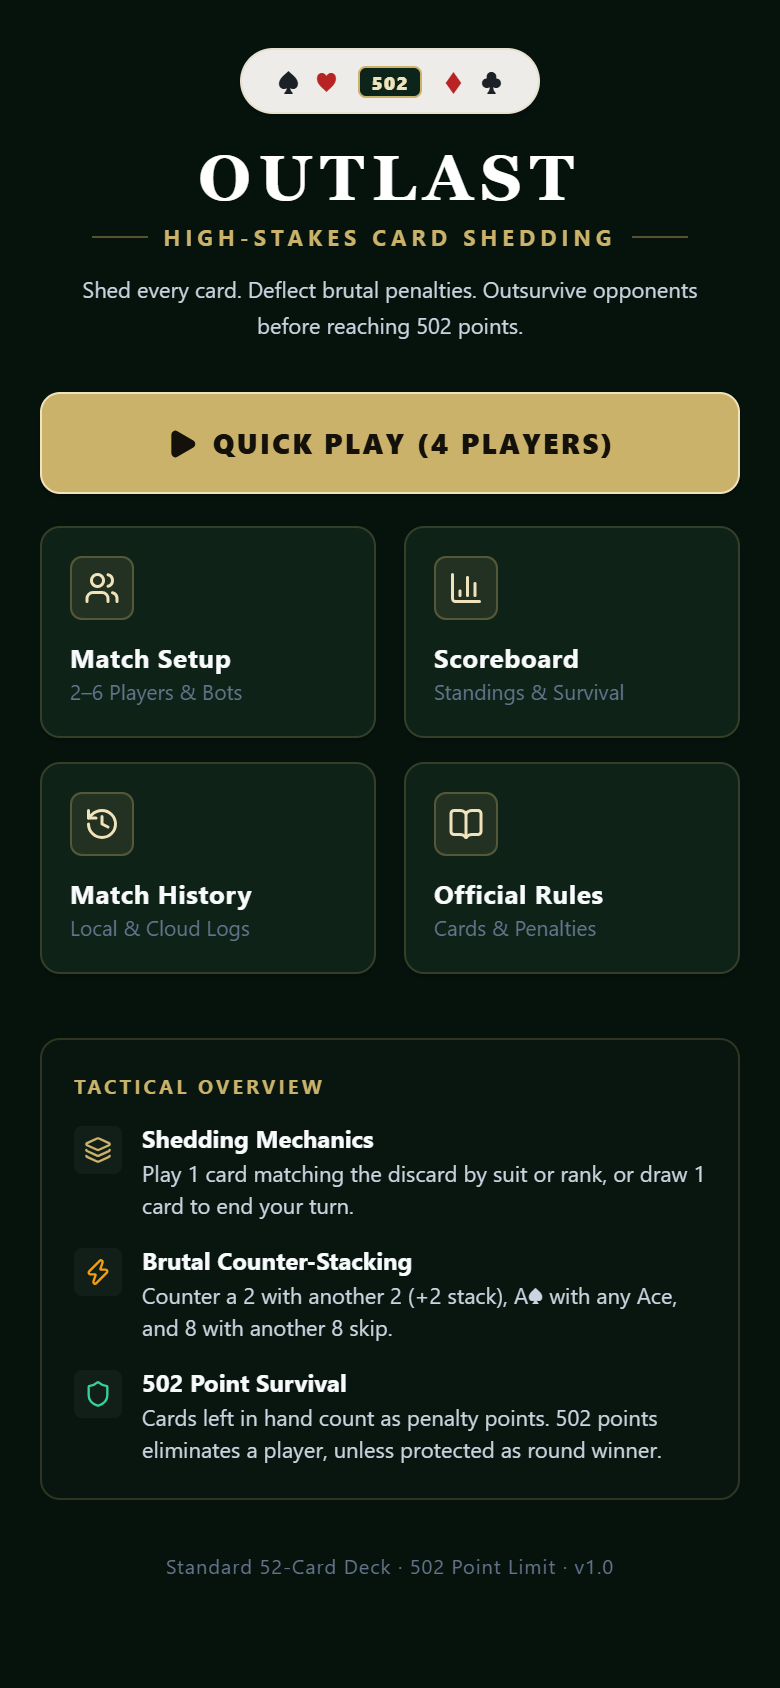 502
OUTLAST
HIGH-STAKES CARD SHEDDING
Shed every card. Deflect brutal penalties. Outsurvive opponents
before reaching 502 points.
QUICK PLAY (4 PLAYERS)
Match Setup
2–6 Players & Bots
Scoreboard
Standings & Survival
Match History
Local & Cloud Logs
Official Rules
Cards & Penalties
TACTICAL OVERVIEW
Shedding Mechanics
Play 1 card matching the discard by suit or rank, or draw 1
card to end your turn.
Brutal Counter-Stacking
Counter a 2 with another 2 (+2 stack), A♠ with any Ace,
and 8 with another 8 skip.
502 Point Survival
Cards left in hand count as penalty points. 502 points
eliminates a player, unless protected as round winner.
Standard 52-Card Deck · 502 Point Limit · v1.0